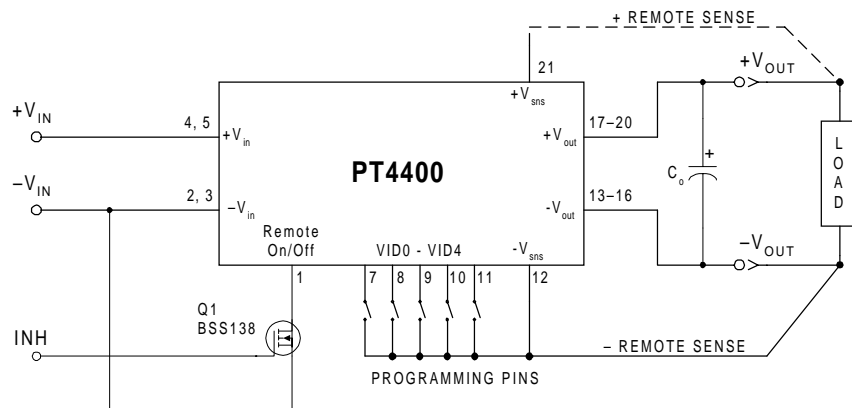 + REMOTE SENSE
21
+V_OUT
+V_IN
+V_sns
4, 5
17–20
+V_in
+V_out
PT4400
+
C_o
LOAD
−V_IN
2, 3
13–16
−V_in
-V_out
Remote
On/Off
VID0 - VID4
-V_sns
−V_OUT
1
7
8
9
10
11
12
Q1
BSS138
INH
− REMOTE SENSE
PROGRAMMING PINS